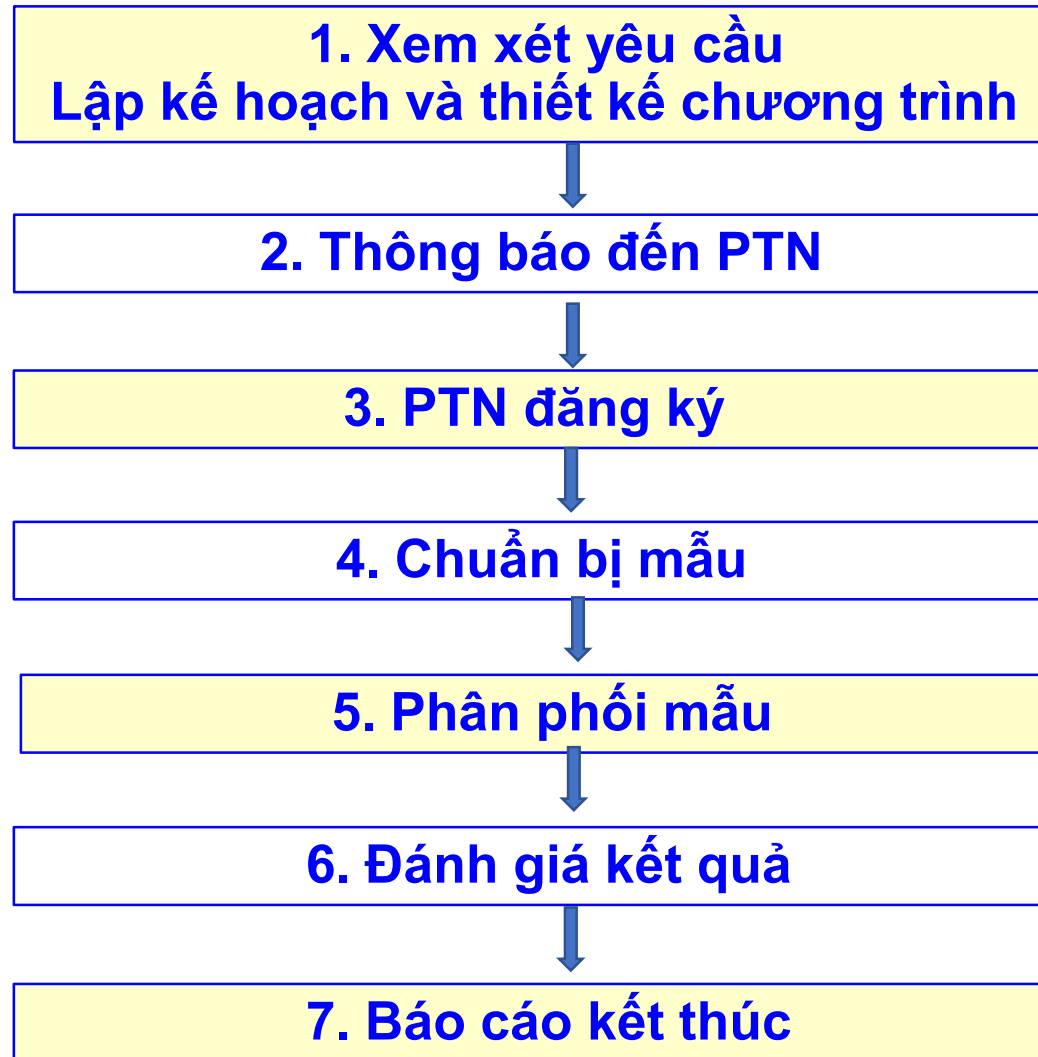 1. Xem xét yêu cầu
Lập kế hoạch và thiết kế chương trình
2. Thông báo đến PTN
3. PTN đăng ký
4. Chuẩn bị mẫu
5. Phân phối mẫu
6. Đánh giá kết quả
7. Báo cáo kết thúc